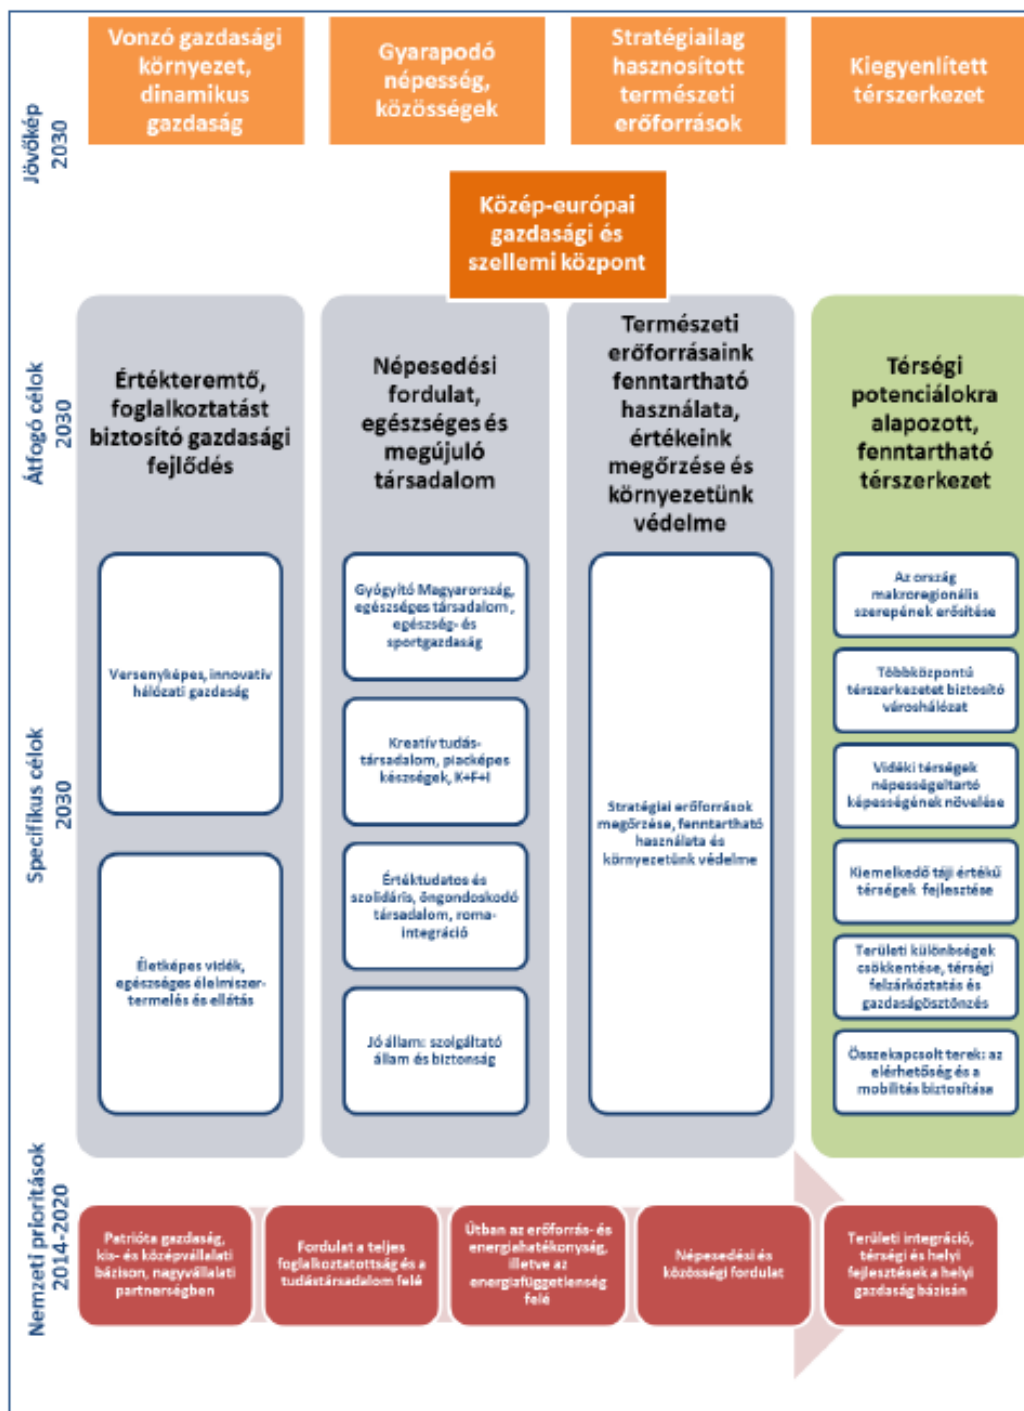 Jövőkép
2030
Vonzó gazdasági
környezet,
dinamikus
gazdaság
Gyarapodó
népesség,
közösségek
Stratégiailag
hasznosított
természeti
erőforrások
Kiegyenlített
térszerkezet
Közép-európai
gazdasági és
szellemi központ
Átfogó célok
2030
Értékteremtő,
foglalkoztatást
biztosító gazdasági
fejlődés
Népesedési
fordulat,
egészséges és
megújuló
társadalom
Természeti
erőforrásaink
fenntartható
használata,
értékeink
megőrzése és
környezetünk
védelme
Térségi
potenciálokra
alapozott,
fenntartható
térszerkezet
Specifikus célok
2030
Versenyképes, innovatív
hálózati gazdaság
Életképes vidék,
egészséges élelmiszer-
termelés és ellátás
Gyógyító Magyarország,
egészséges társadalom ,
egészség- és
sportgazdaság
Kreatív tudás-
társadalom, piacképes
készségek, K+F+I
Értéktudatos és
szolidáris, öngondoskodó
társadalom, roma-
integráció
Jó állam: szolgáltató
állam és biztonság
Stratégiai erőforrások
megőrzése, fenntartható
használata és
környezetünk védelme
Az ország
makroregionális
szerepének erősítése
Többközpontú
térszerkezetet biztosító
városhálózat
Vidéki térségek
népességeltartó
képességének növelése
Kiemelkedő táji értékű
térségek fejlesztése
Területi különbségek
csökkentése, térségi
felzárkóztatás és
gazdaságösztönzés
Összekapcsolt terek: az
elérhetőség és a
mobilitás biztosítása
Nemzeti prioritások
2014-2020
Patrióta gazdaság,
kis- és középvállalati
bázison, nagyvállalati
partnerségben
Fordulat a teljes
foglalkoztatottság és a
tudástársadalom felé
Útban az erőforrás- és
energiahatékonyság,
illetve az
energiafüggetlenség
felé
Népesedési és
közösségi fordulat
Területi integráció,
térségi és helyi
fejlesztések a helyi
gazdaság bázisán